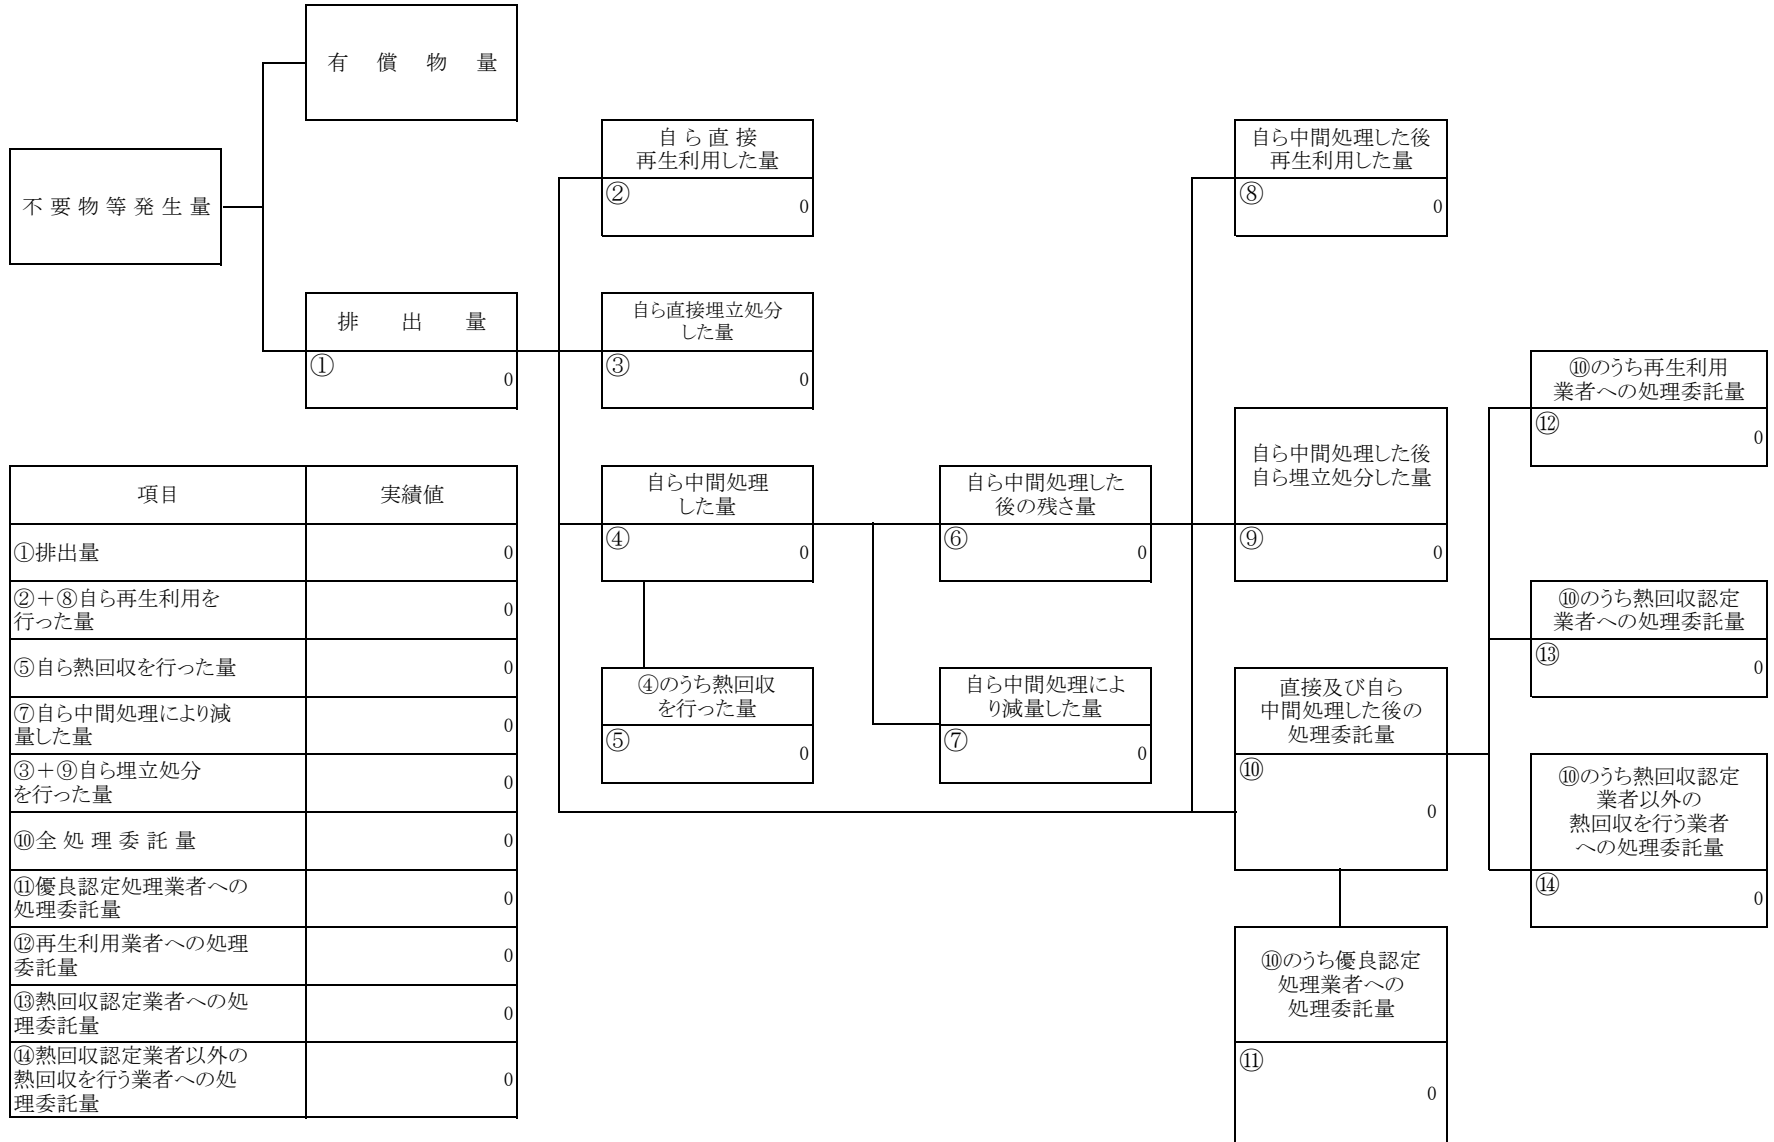 有償物量
不要物等発生量
排出量
①
0
自ら直接
再生利用した量
②
0
自ら直接埋立処分
した量
③
0
自ら中間処理
した量
④
0
④のうち熱回収
を行った量
⑤
0
自ら中間処理した
後の残さ量
⑥
0
自ら中間処理によ
り減量した量
⑦
0
自ら中間処理した後
再生利用した量
⑧
0
自ら中間処理した後
自ら埋立処分した量
⑨
0
直接及び自ら
中間処理した後の
処理委託量
⑩
0
⑩のうち優良認定
処理業者への
処理委託量
⑪
0
⑩のうち再生利用
業者への処理委託量
⑫
0
⑩のうち熱回収認定
業者への処理委託量
⑬
0
⑩のうち熱回収認定
業者以外の
熱回収を行う業者
への処理委託量
⑭
0
項目 実績値
①排出量 0
②+⑧自ら再生利用を
行った量 0
⑤自ら熱回収を行った量 0
⑦自ら中間処理により減
量した量 0
③+⑨自ら埋立処分
を行った量 0
⑩全処理委託量 0
⑪優良認定処理業者への
処理委託量 0
⑫再生利用業者への処理
委託量 0
⑬熱回収認定業者への処
理委託量 0
⑭熱回収認定業者以外の
熱回収を行う業者への処
理委託量 0